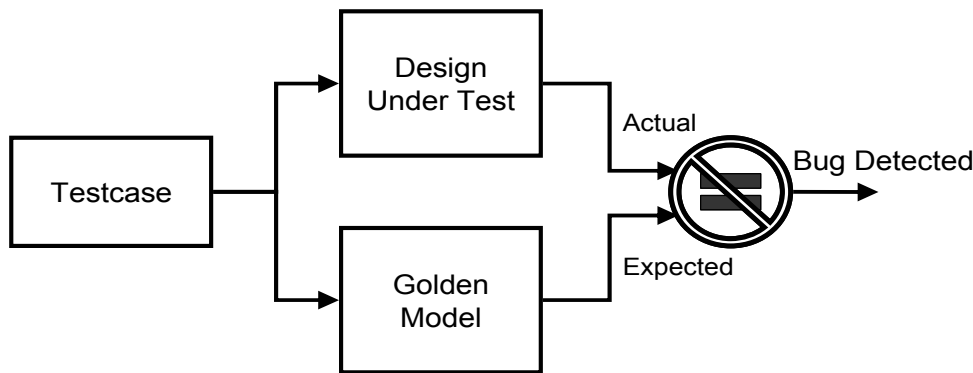 Design
Under Test
Actual
Bug Detected
Testcase
Expected
Golden
Model